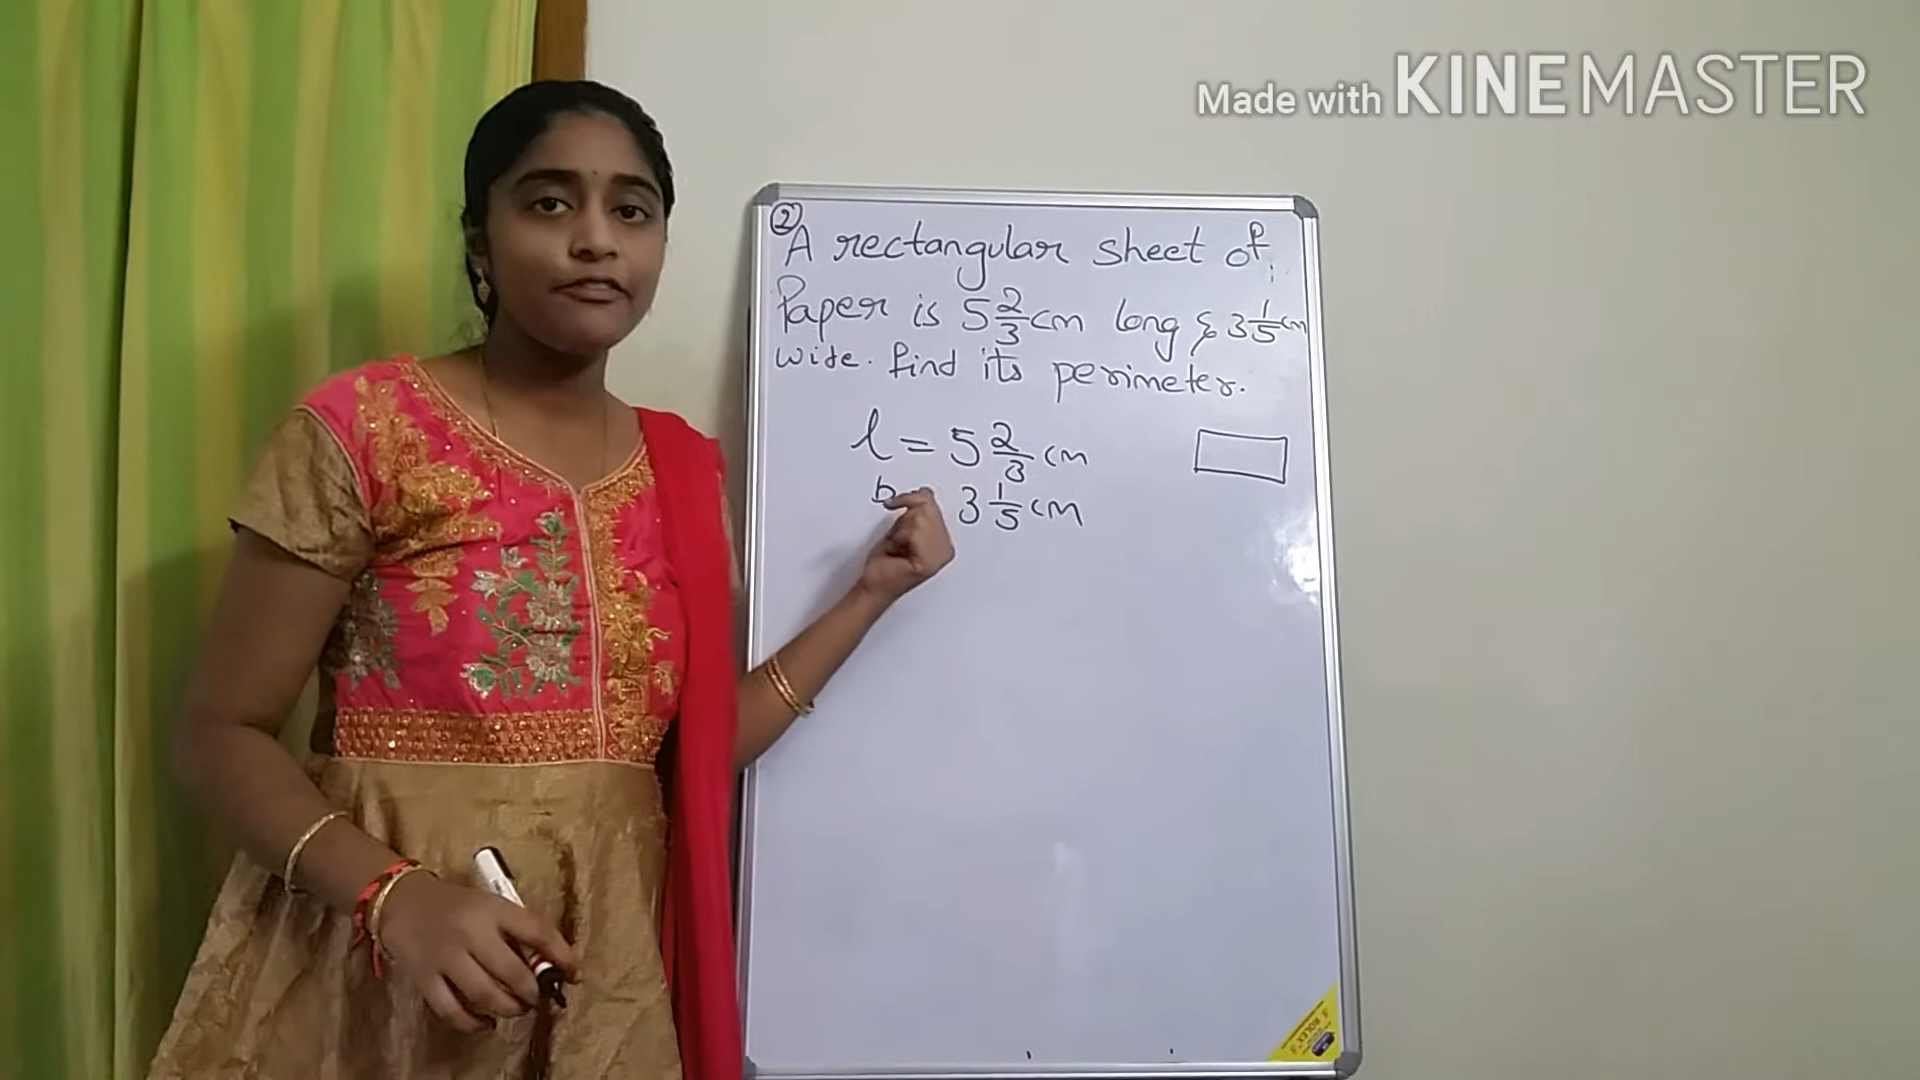 Made with KINEMASTER
②
A rectangular sheet of
Paper is 5 2/3 cm long & 3 1/5 cm
wide. find its perimeter.
l = 5 2/3 cm
b 3 1/5 cm